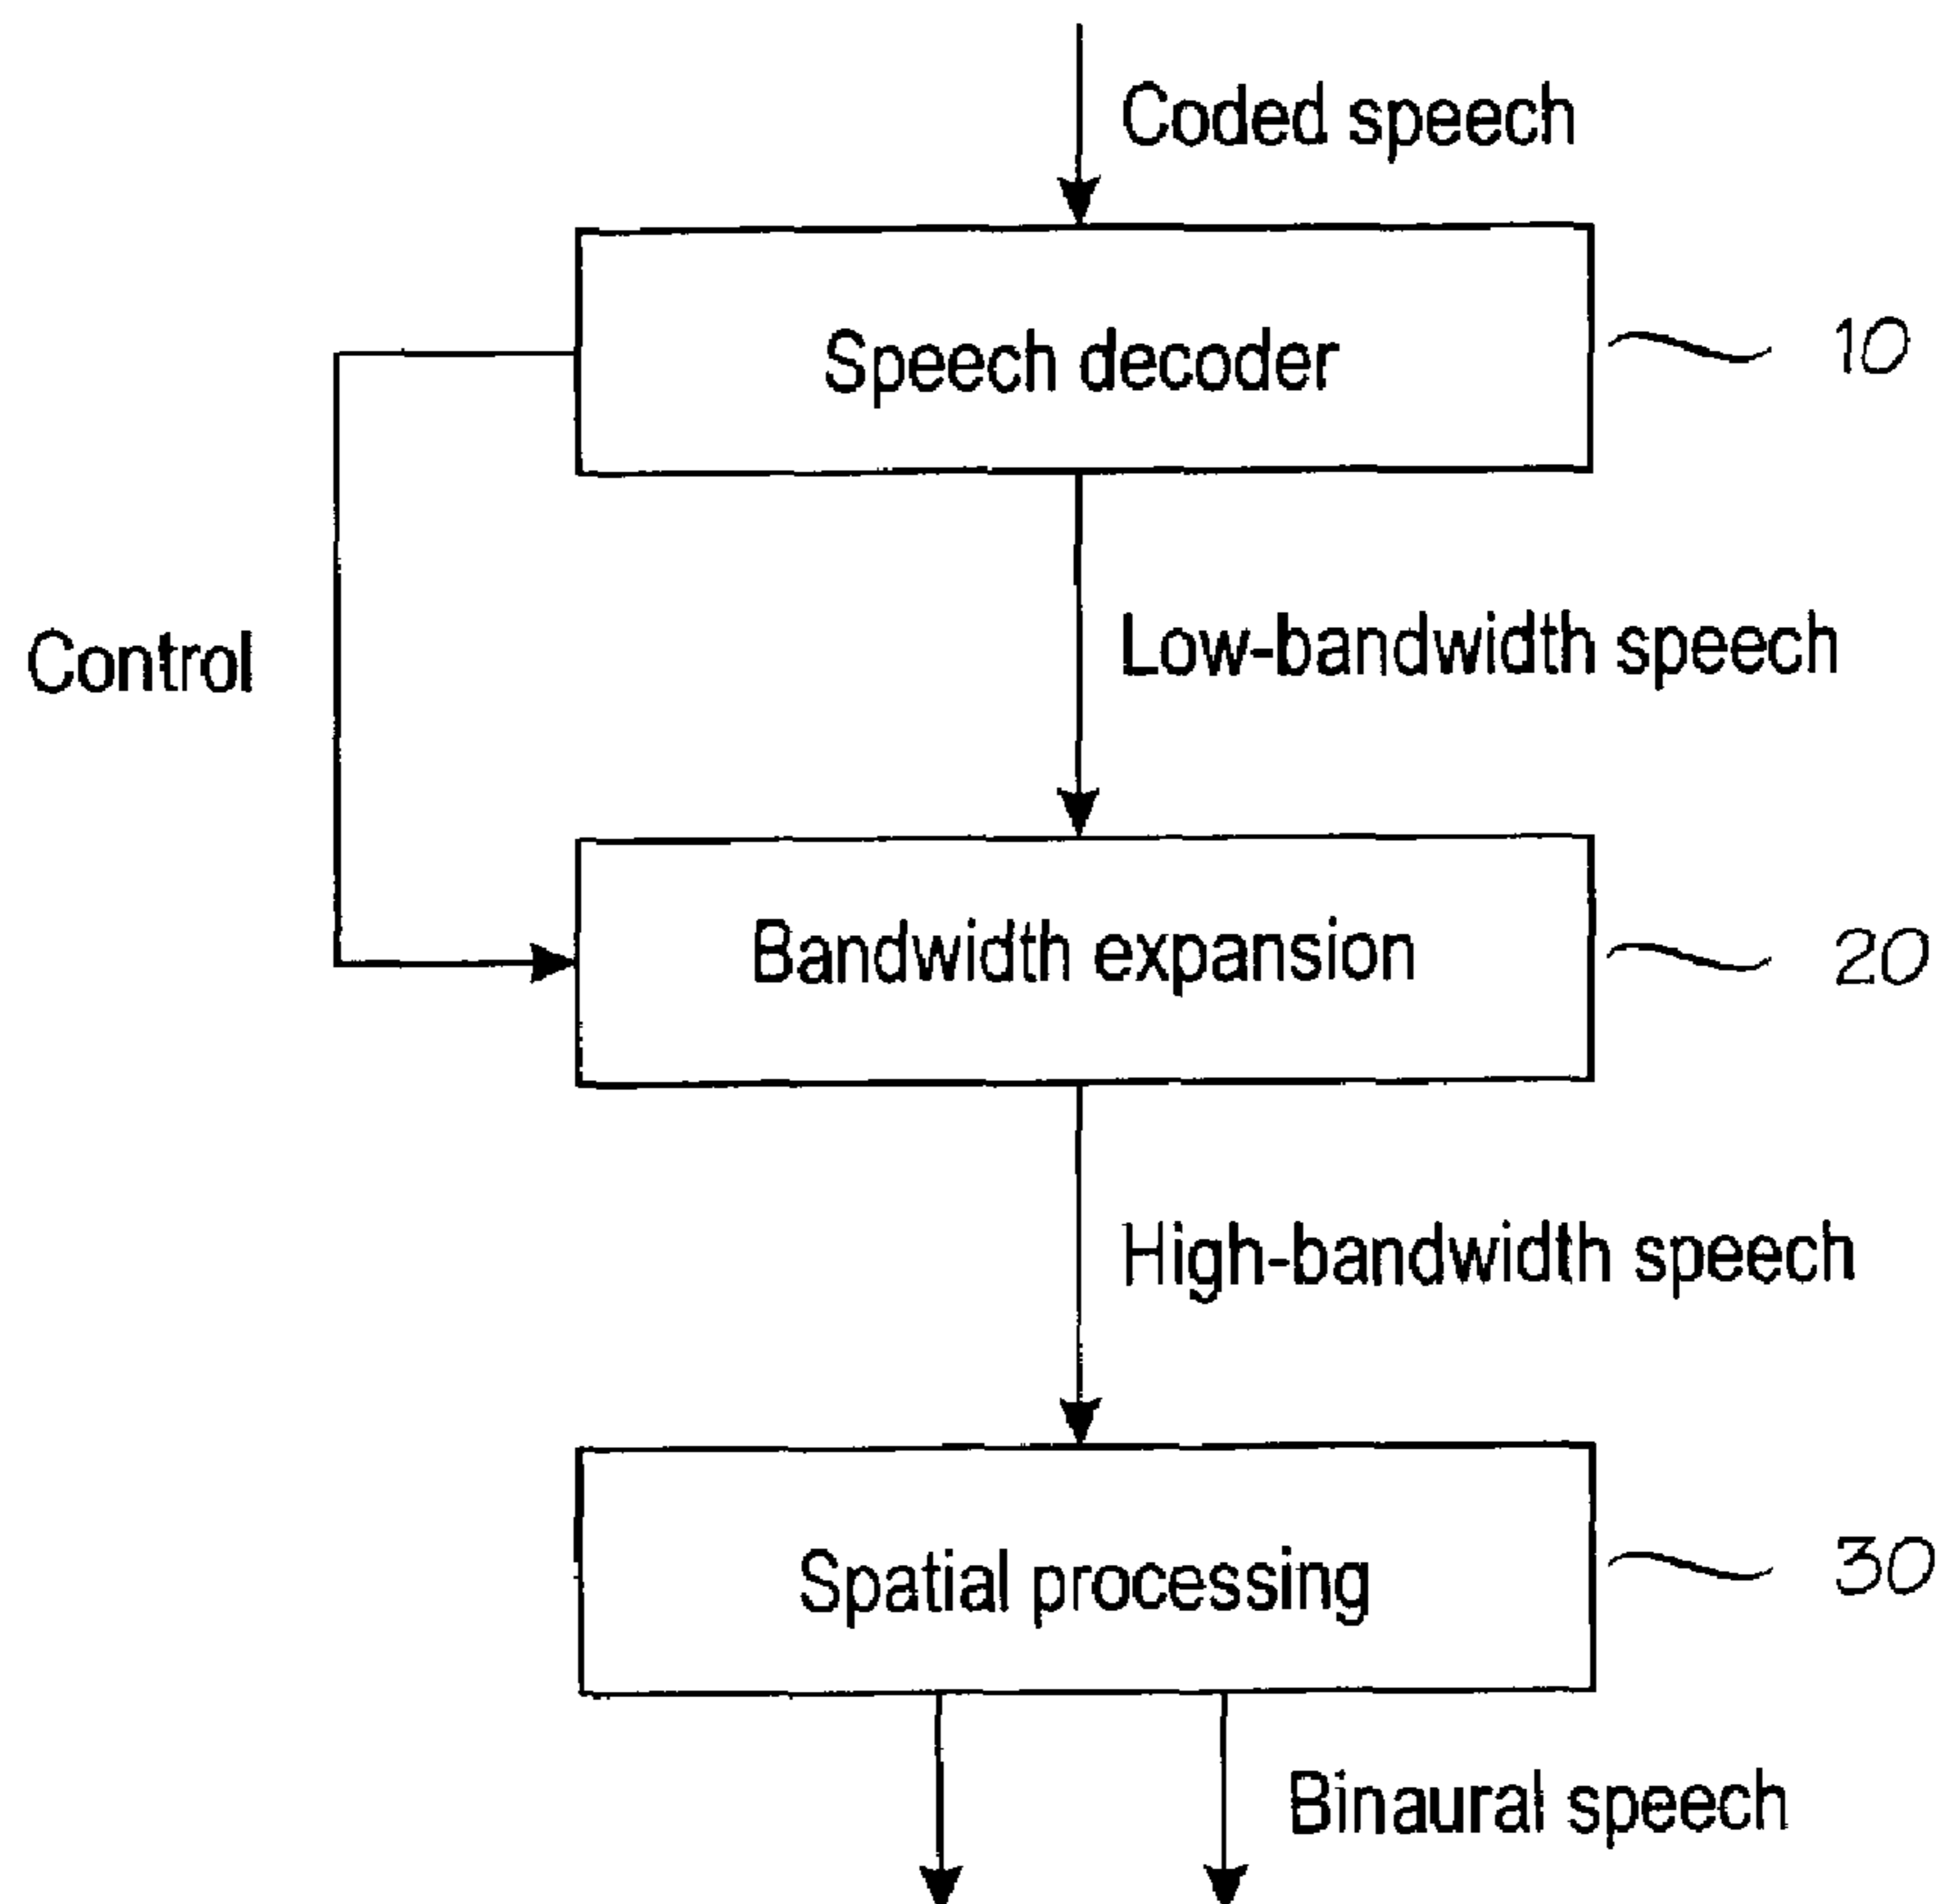 Coded speech
Speech decoder
10
Control
Low-bandwidth speech
Bandwidth expansion
20
High-bandwidth speech
Spatial processing
30
Binaural speech